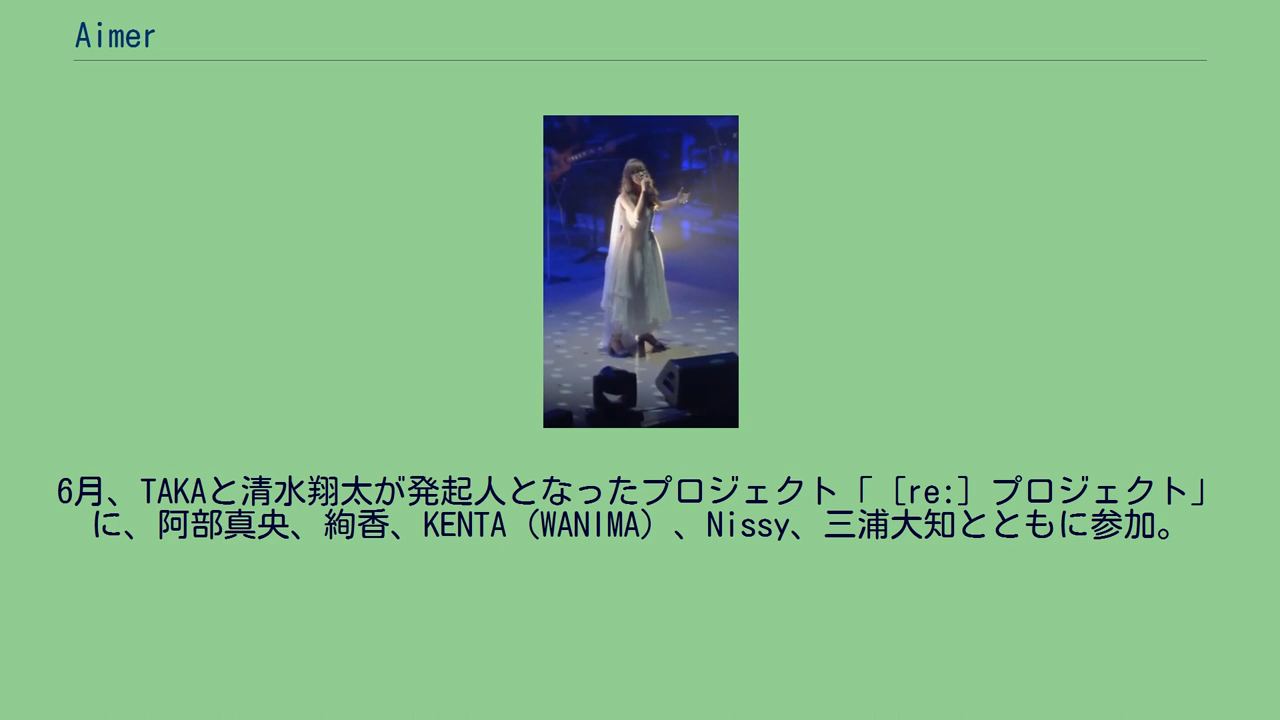 Aimer
6月、TAKAと清水翔太が発起人となったプロジェクト「［re:］プロジェクト」
に、阿部真央、絢香、KENTA（WANIMA）、Nissy、三浦大知とともに参加。